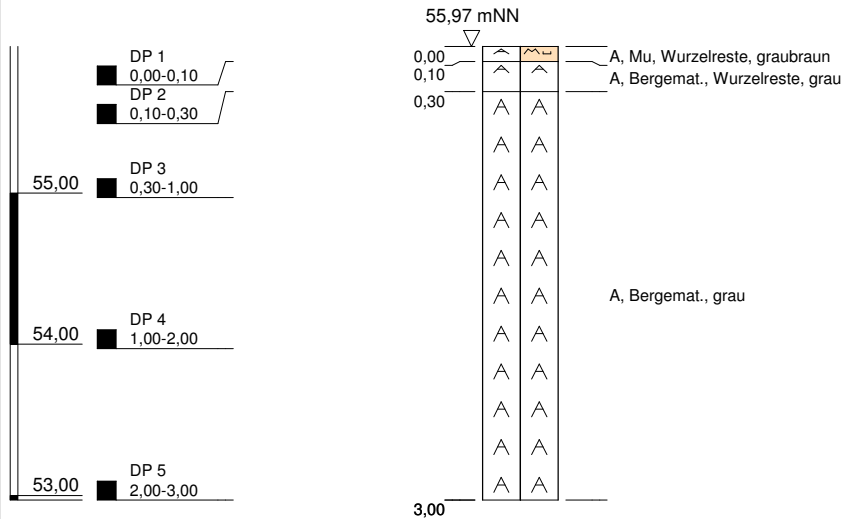 55,97 mNN
DP 1
0,00-0,10
DP 2
0,10-0,30
DP 3
0,30-1,00
DP 4
1,00-2,00
DP 5
2,00-3,00
55,00
54,00
53,00
0,00
0,10
0,30
3,00
A, Mu, Wurzelreste, graubraun
A, Bergemat., Wurzelreste, grau
A, Bergemat., grau
A A
A A
A A
A A
A A
A A
A A
A A
A A
A A
A A